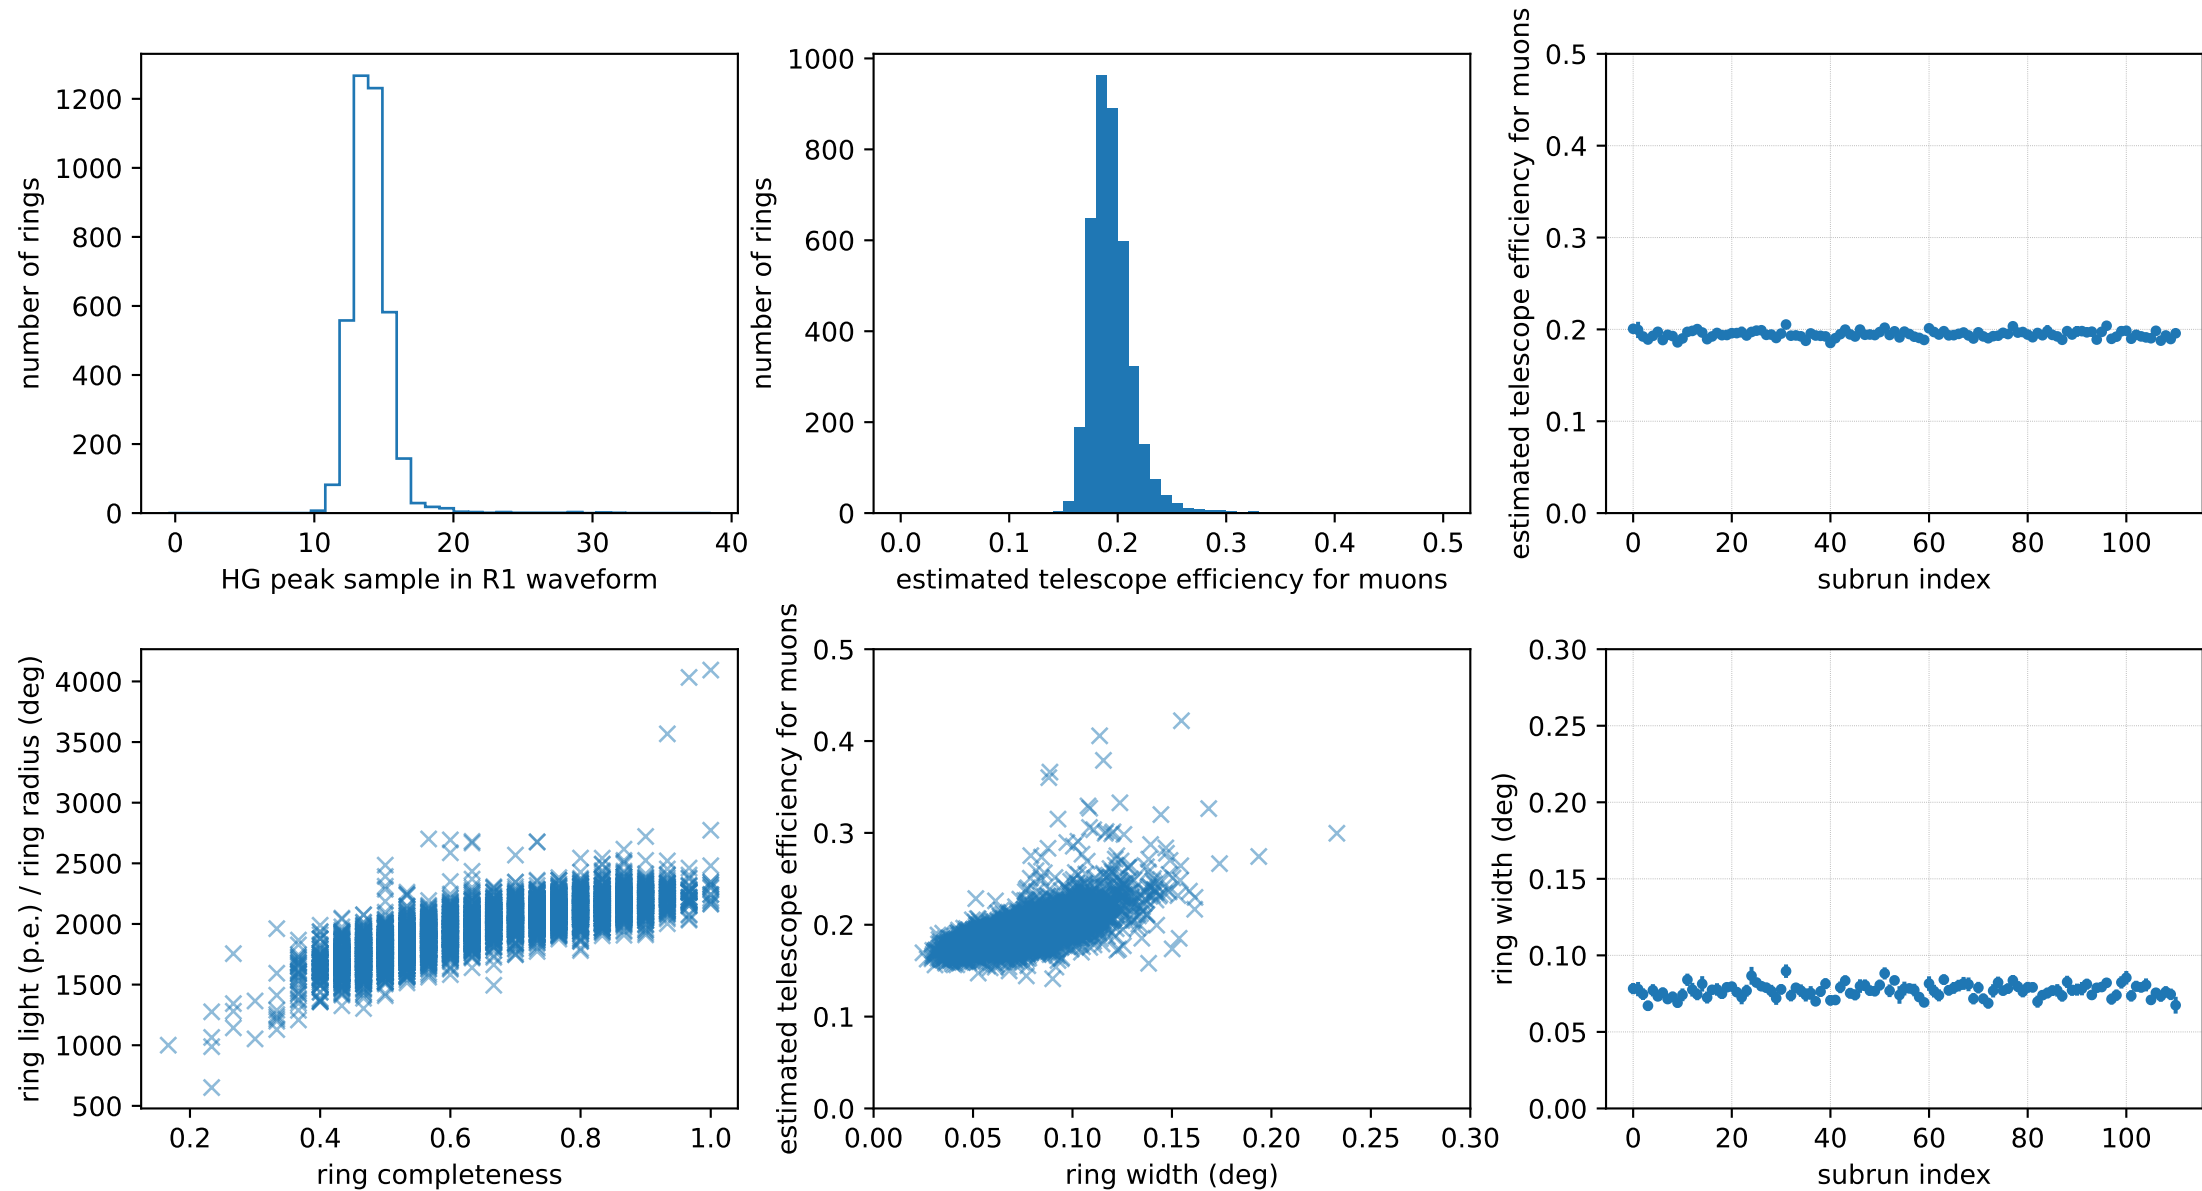 number of rings
1200
1000
800
600
400
200
0
0 10 20 30 40
HG peak sample in R1 waveform
number of rings
1000
800
600
400
200
0
0.0 0.1 0.2 0.3 0.4 0.5
estimated telescope efficiency for muons
estimated telescope efficiency for muons
0.5
0.4
0.3
0.2
0.1
0.0
0 20 40 60 80 100
subrun index
ring light (p.e.) / ring radius (deg)
4000
3500
3000
2500
2000
1500
1000
500
0.2 0.4 0.6 0.8 1.0
ring completeness
estimated telescope efficiency for muons
0.5
0.4
0.3
0.2
0.1
0.0
0.00 0.05 0.10 0.15 0.20 0.25 0.30
ring width (deg)
ring width (deg)
0.30
0.25
0.20
0.15
0.10
0.05
0.00
0 20 40 60 80 100
subrun index